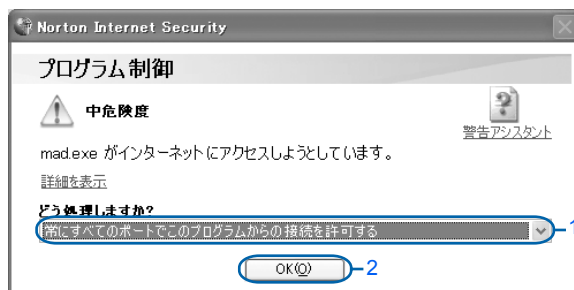 Norton Internet Security
プログラム制御
中危険度
警告アシスタント
mad.exe がインターネットにアクセスしようとしています。
詳細を表示
どう処理しますか?
常にすべてのポートでこのプログラムからの接続を許可する
1
OK(O)
2